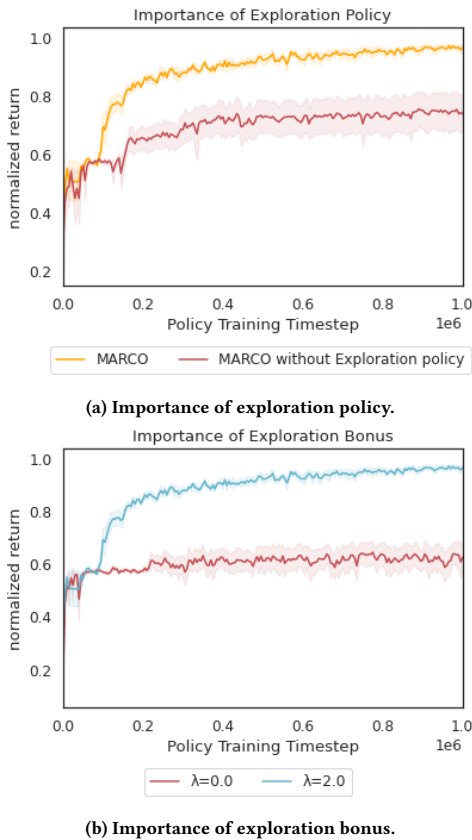 Importance of Exploration Policy
1.0
0.8
0.6
0.4
0.2
normalized return
0.0 0.2 0.4 0.6 0.8 1.0
Policy Training Timestep
1e6
MARCO MARCO without Exploration policy
(a) Importance of exploration policy.
Importance of Exploration Bonus
1.0
0.8
0.6
0.4
0.2
normalized return
0.0 0.2 0.4 0.6 0.8 1.0
Policy Training Timestep
1e6
λ=0.0 λ=2.0
(b) Importance of exploration bonus.